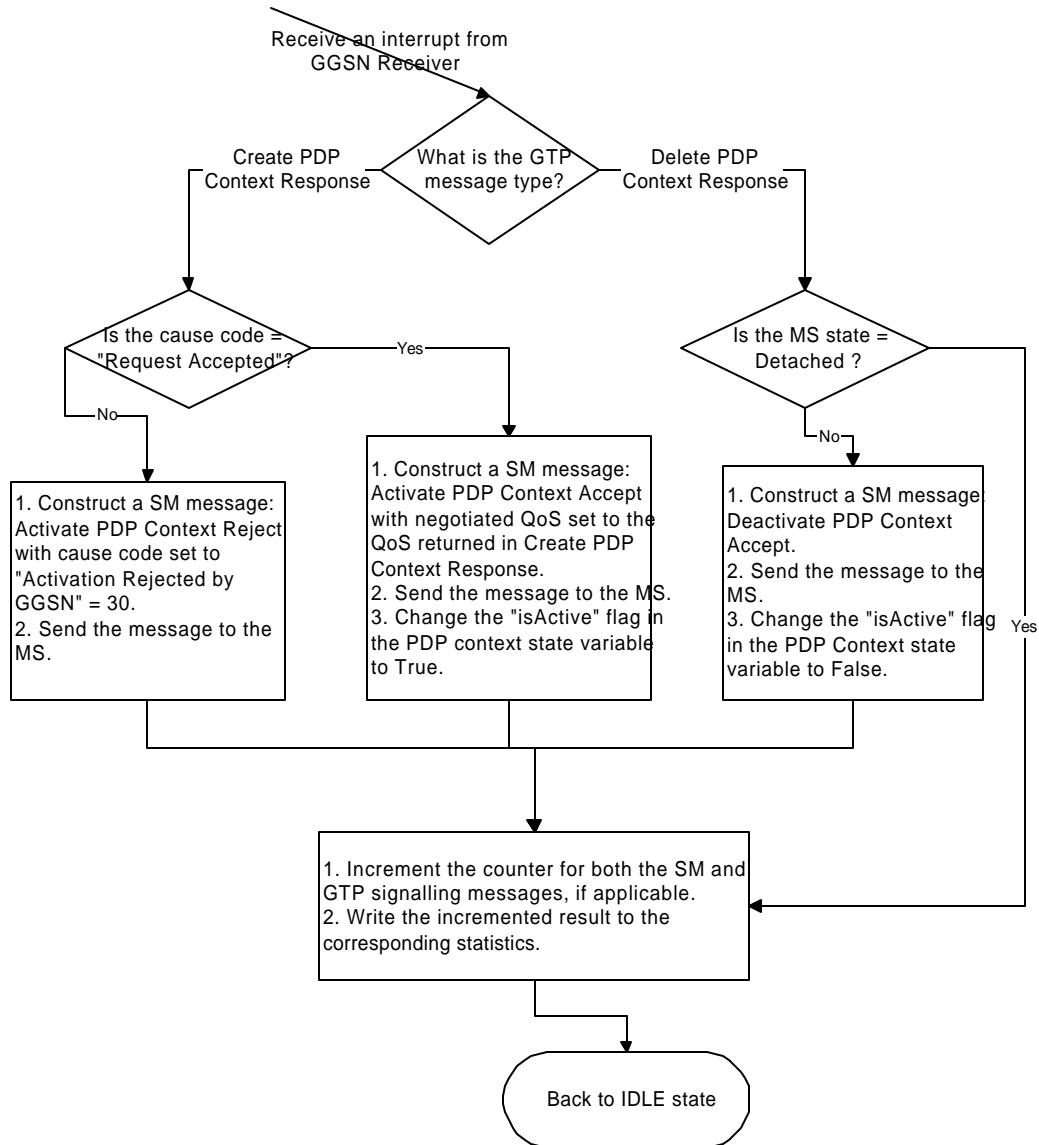 Receive an interrupt from
GGSN Receiver
What is the GTP
message type?
Create PDP
Context Response
Delete PDP
Context Response
Is the cause code =
"Request Accepted"?
Yes
No
Is the MS state =
Detached ?
No
Yes
1. Construct a SM message:
Activate PDP Context Reject
with cause code set to
"Activation Rejected by
GGSN" = 30.
2. Send the message to the
MS.
1. Construct a SM message:
Activate PDP Context Accept
with negotiated QoS set to the
QoS returned in Create PDP
Context Response.
2. Send the message to the MS.
3. Change the "isActive" flag in
the PDP context state variable
to True.
1. Construct a SM message:
Deactivate PDP Context
Accept.
2. Send the message to the
MS.
3. Change the "isActive" flag
in the PDP Context state
variable to False.
1. Increment the counter for both the SM and
GTP signalling messages, if applicable.
2. Write the incremented result to the
corresponding statistics.
Back to IDLE state